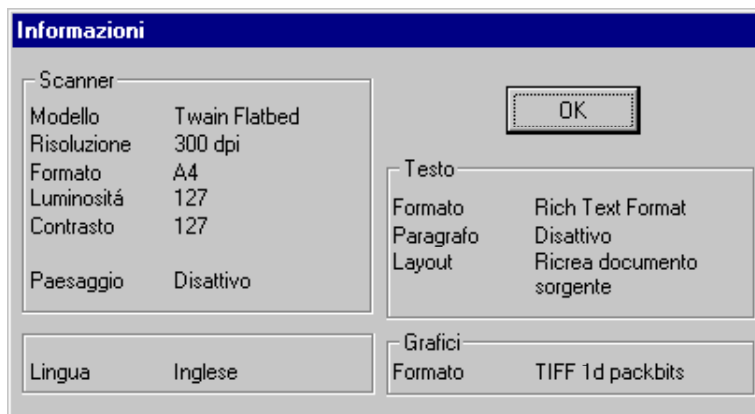 Informazioni
Scanner
Modello Twain Flatbed
Risoluzione 300 dpi
Formato A4
Luminositá 127
Contrasto 127
Paesaggio Disattivo
Lingua Inglese
OK
Testo
Formato Rich Text Format
Paragrafo Disattivo
Layout Ricrea documento
sorgente
Grafici
Formato TIFF 1d packbits